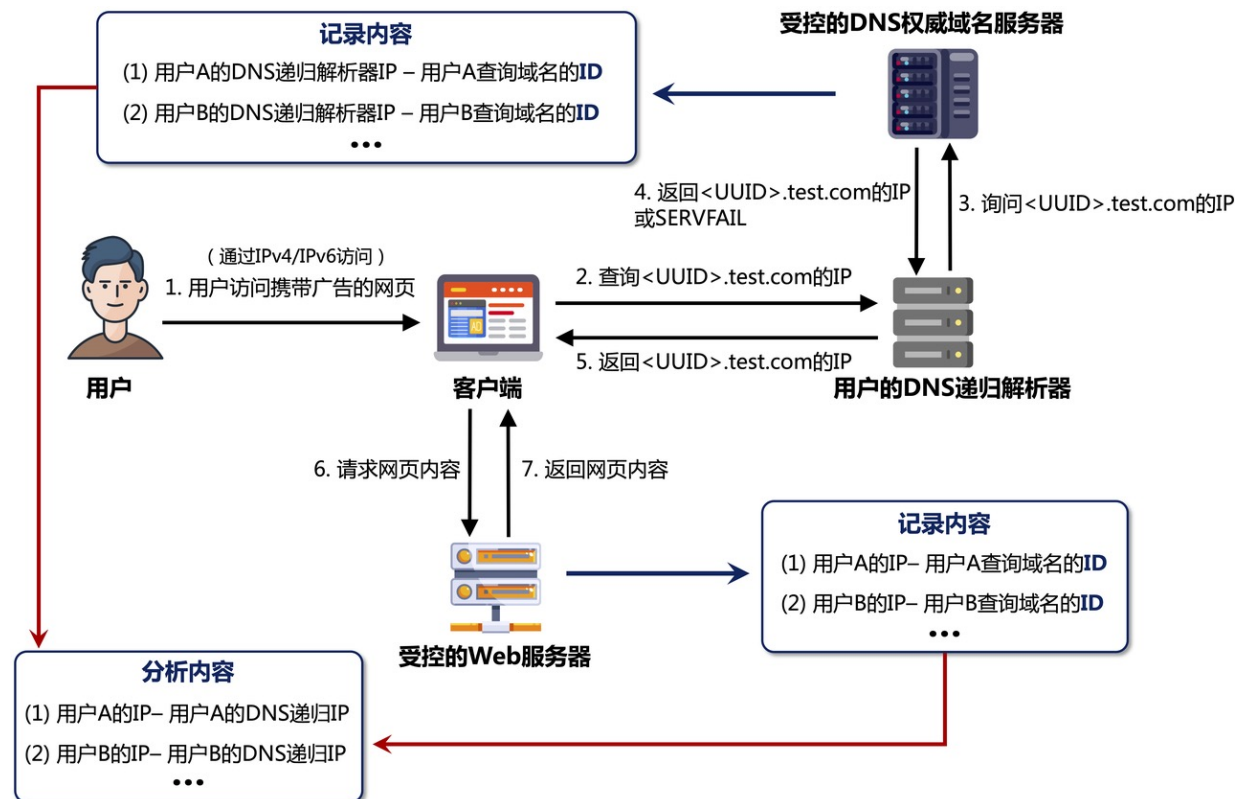 受控的DNS权威域名服务器
记录内容
(1) 用户A的DNS递归解析器IP – 用户A查询域名的ID
(2) 用户B的DNS递归解析器IP – 用户B查询域名的ID
•••
4. 返回<UUID>.test.com的IP
或SERVFAIL
3. 询问<UUID>.test.com的IP
（通过IPv4/IPv6访问）
1. 用户访问携带广告的网页
2. 查询<UUID>.test.com的IP
AD
5. 返回<UUID>.test.com的IP
用户
客户端
用户的DNS递归解析器
6. 请求网页内容
7. 返回网页内容
记录内容
(1) 用户A的IP– 用户A查询域名的ID
(2) 用户B的IP– 用户B查询域名的ID
•••
受控的Web服务器
分析内容
(1) 用户A的IP– 用户A的DNS递归IP
(2) 用户B的IP– 用户B的DNS递归IP
•••